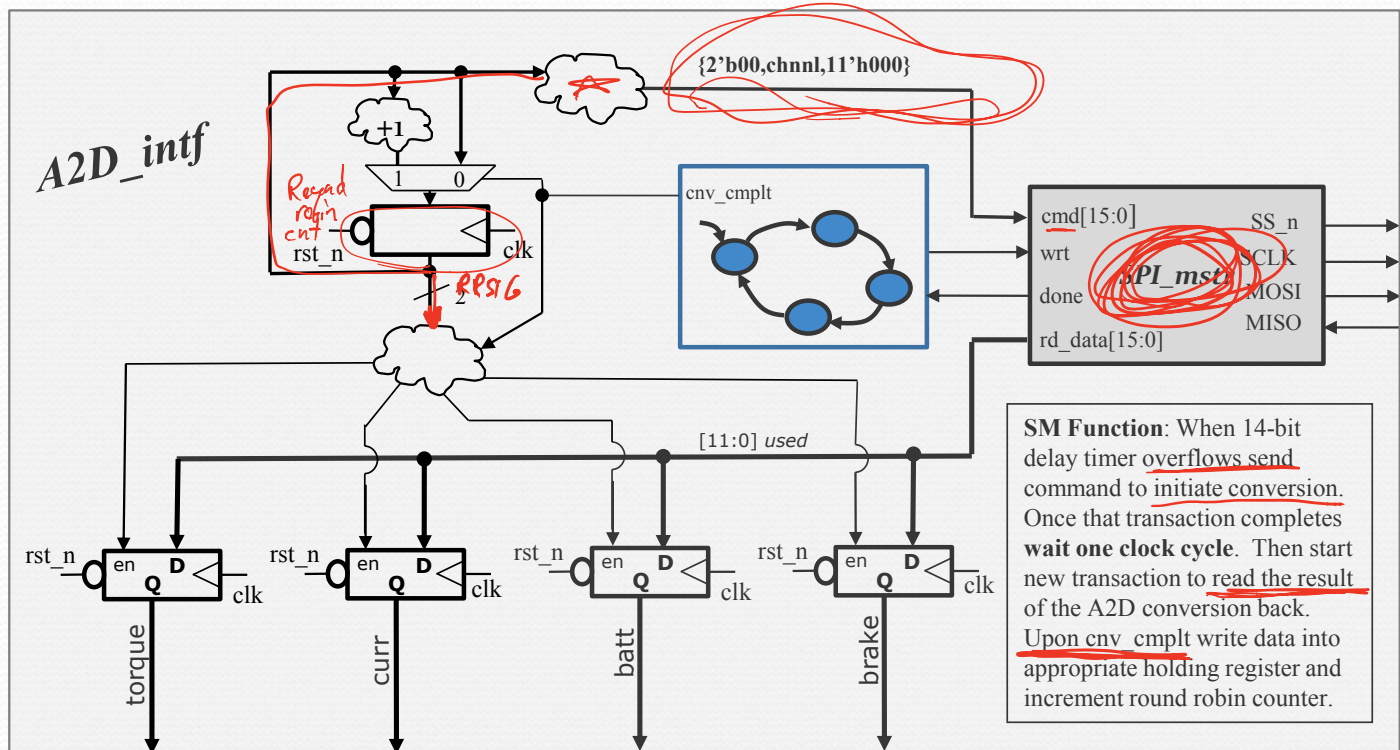 {2'b00,chnnl,11'h000}
A2D_intf
+1
1 0
Round
robin
cnt
rst_n
clk
2
cnv_cmplt
cmd[15:0]
wrt
done
rd_data[15:0]
SPI_mstr
SS_n
SCLK
MOSI
MISO
[11:0] used
rst_n
en D
Q
clk
torque
rst_n
en D
Q
clk
curr
rst_n
en D
Q
clk
batt
rst_n
en D
Q
clk
brake
SM Function: When 14-bit
delay timer overflows send
command to initiate conversion.
Once that transaction completes
wait one clock cycle. Then start
new transaction to read the result
of the A2D conversion back.
Upon cnv_cmplt write data into
appropriate holding register and
increment round robin counter.